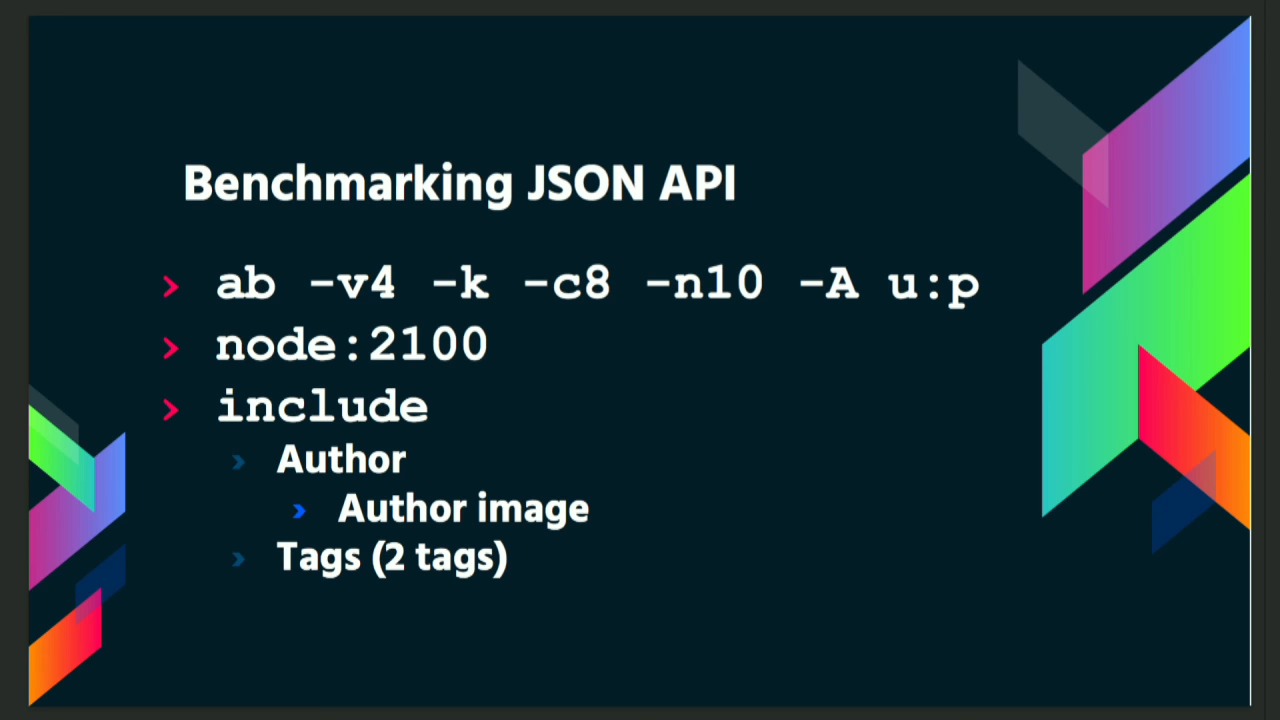 Benchmarking JSON API
ab -v4 -k -c8 -n10 -A u:p
node:2100
include
Author
Author image
Tags (2 tags)